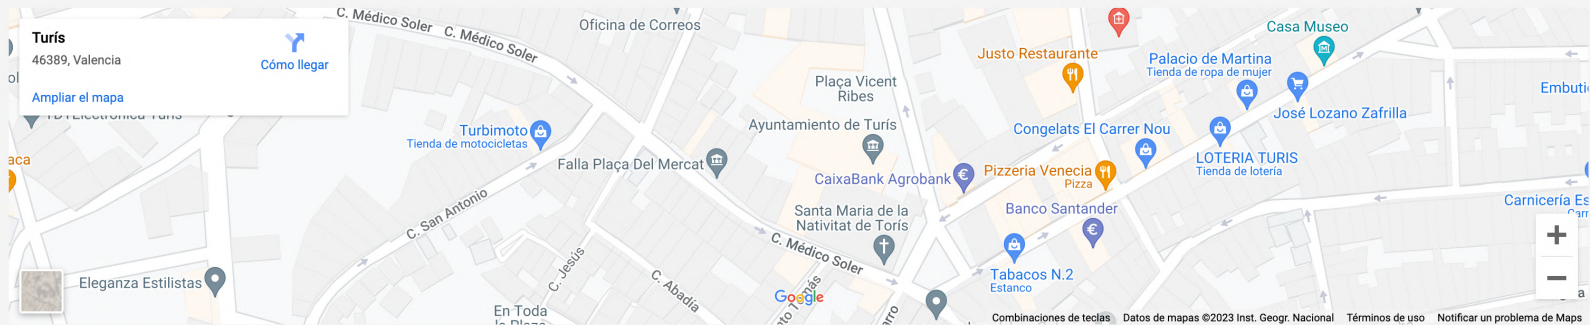 Turís
46389, Valencia
Cómo llegar
Ampliar el mapa
C. Médico Soler
C. Médico Soler
Oficina de Correos
Casa Museo
Justo Restaurante
Palacio de Martina
Tienda de ropa de mujer
Plaça Vicent
Ribes
José Lozano Zafrilla
Turbimoto
Tienda de motocicletas
Ayuntamiento de Turís
Congelats El Carrer Nou
LOTERIA TURIS
Tienda de lotería
Falla Plaça Del Mercat
CaixaBank Agrobank
Pizzeria Venecia
Pizza
C. San Antonio
Santa Maria de la
Nativitat de Torís
Banco Santander
C. Médico Soler
Tabacos N.2
Estanco
Eleganza Estilistas
C. Jesús
C. Abadia
En Toda
Google
Combinaciones de teclas
Datos de mapas ©2023 Inst. Geogr. Nacional
Términos de uso
Notificar un problema de Maps